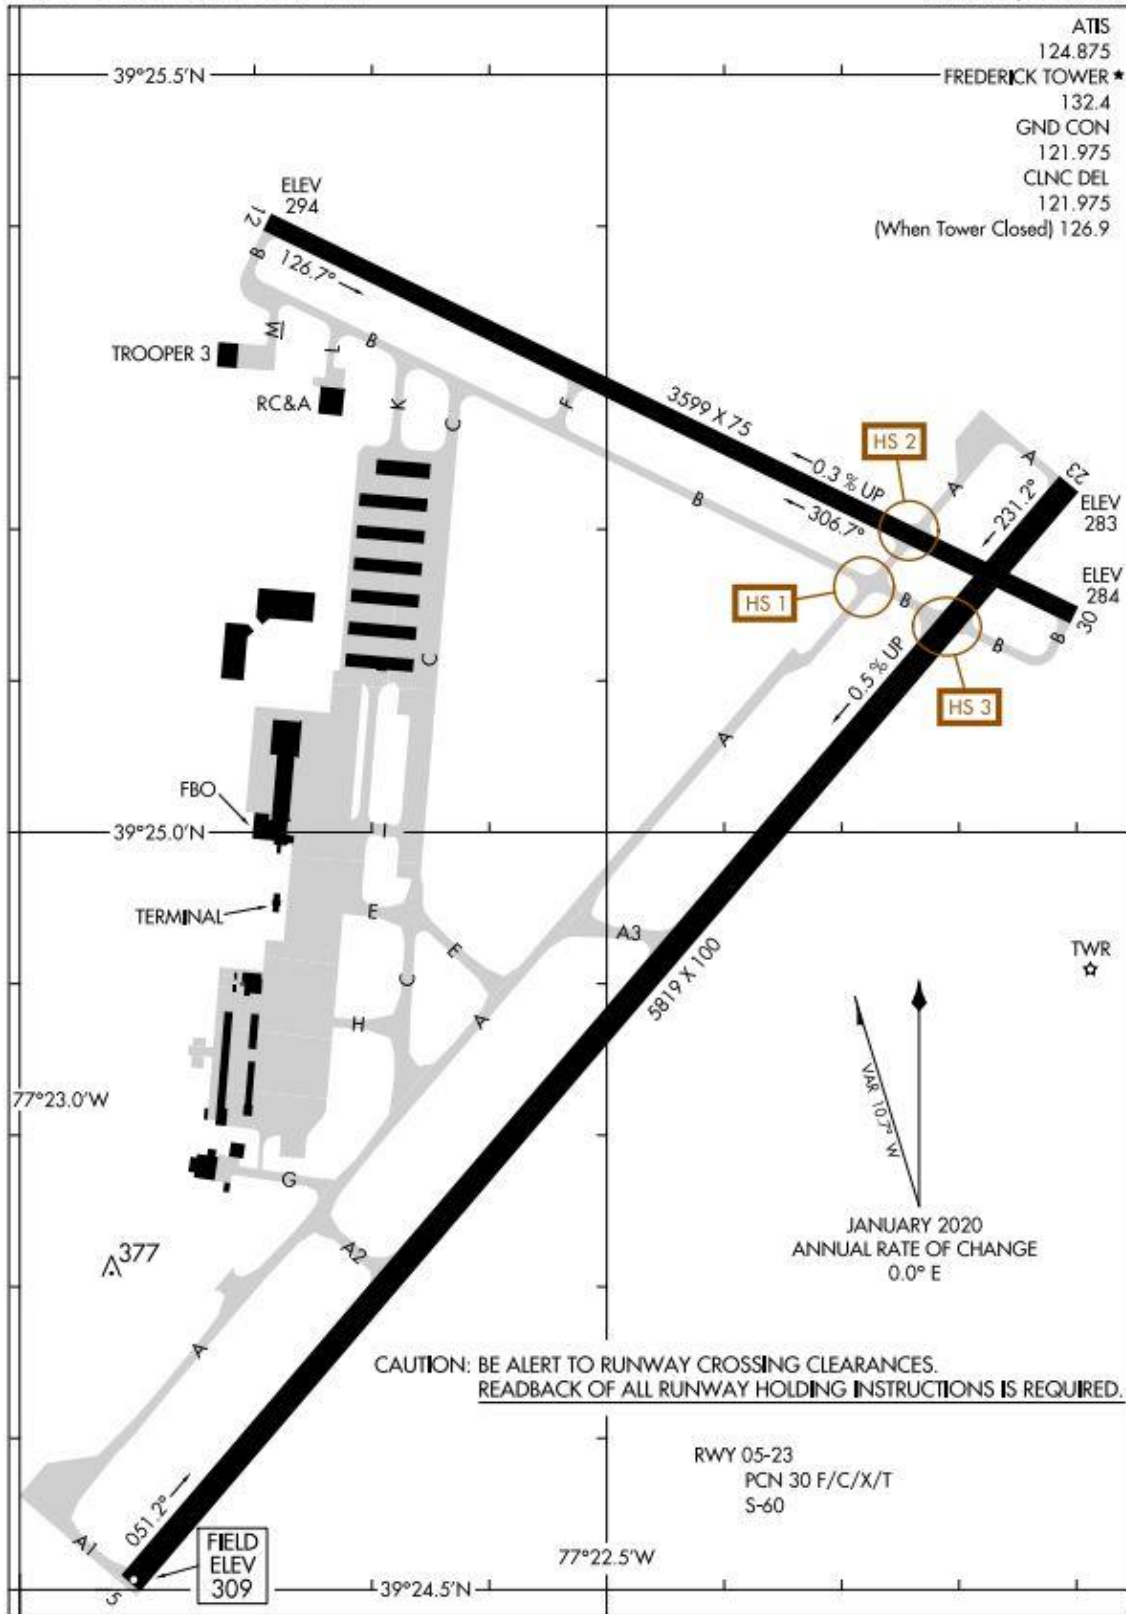 ATIS
124.875
39°25.5'N
FREDERICK TOWER ★
132.4
GND CON
121.975
CLNC DEL
121.975
(When Tower Closed) 126.9
ELEV
294
12
B
126.7°
M
B
TROOPER 3
L
RC&A
K
C
F
3599 X 75
HS 2
0.3 % UP
306.7°
A
A
23
231.2°
ELEV
283
B
HS 1
B
ELEV
284
30
B
B
C
0.5 % UP
HS 3
A
FBO
39°25.0'N
I
TERMINAL
E
E
A3
C
5819 X 100
TWR
H
A
VAR 10.7° W
77°23.0'W
G
A2
377
JANUARY 2020
ANNUAL RATE OF CHANGE
0.0° E
A
CAUTION: BE ALERT TO RUNWAY CROSSING CLEARANCES.
READBACK OF ALL RUNWAY HOLDING INSTRUCTIONS IS REQUIRED.
RWY 05-23
PCN 30 F/C/X/T
S-60
051.2°
A1
5
FIELD
ELEV
309
77°22.5'W
39°24.5'N